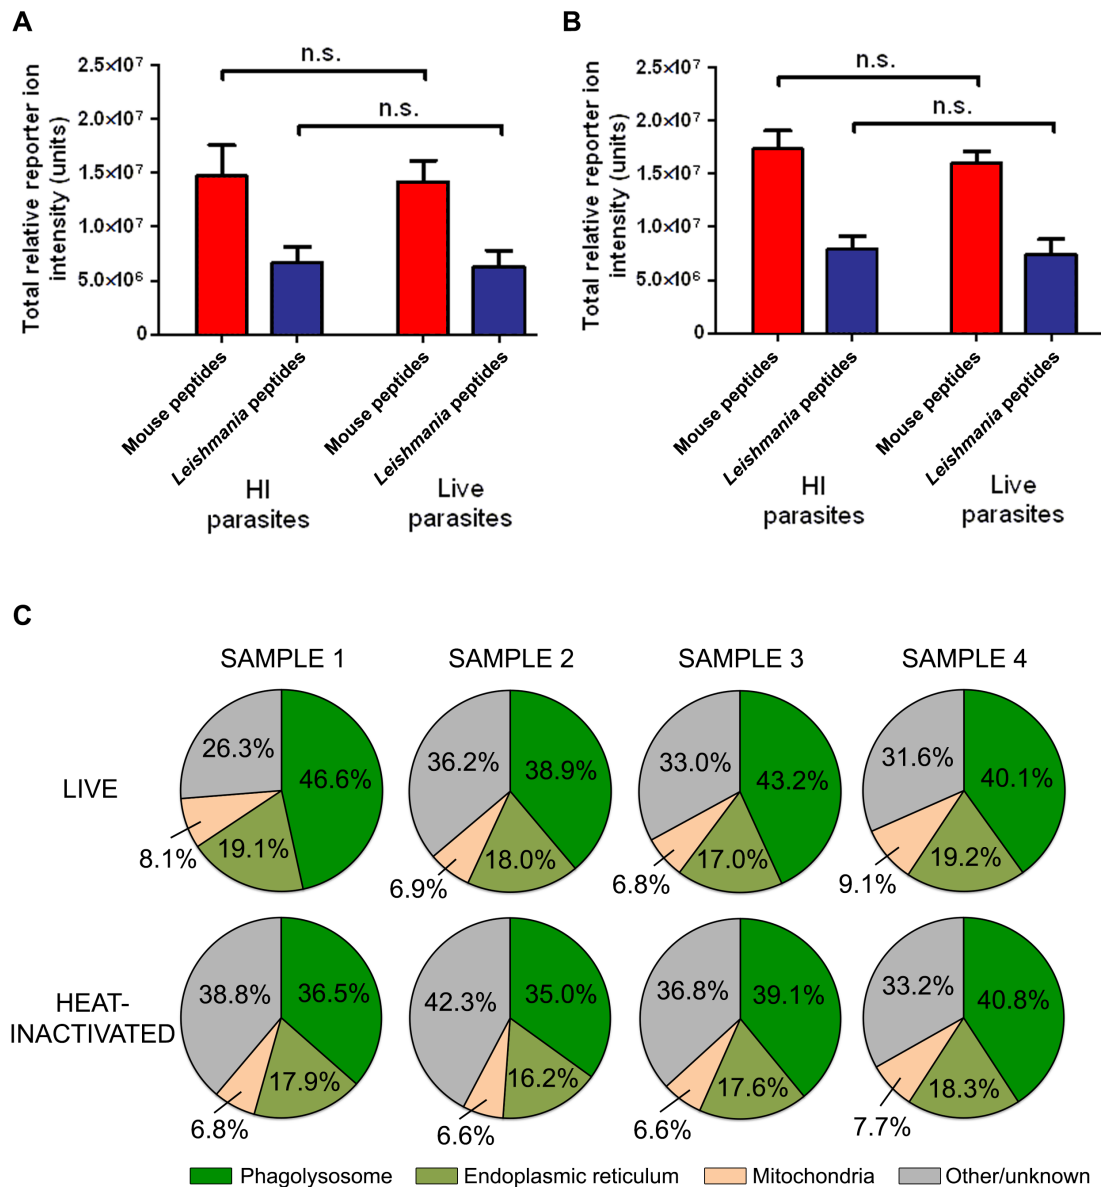 A
Total relative reporter ion
intensity (units)
2.5×10⁷
2.0×10⁷
1.5×10⁷
1.0×10⁷
5.0×10⁶
0
n.s.
n.s.
Mouse peptides
Leishmania peptides
Mouse peptides
Leishmania peptides
HI
parasites
Live
parasites
B
Total relative reporter ion
intensity (units)
2.5×10⁷
2.0×10⁷
1.5×10⁷
1.0×10⁷
5.0×10⁶
0
n.s.
n.s.
Mouse peptides
Leishmania peptides
Mouse peptides
Leishmania peptides
HI
parasites
Live
parasites
C
SAMPLE 1
SAMPLE 2
SAMPLE 3
SAMPLE 4
LIVE
26.3%
46.6%
8.1%
19.1%
36.2%
38.9%
6.9%
18.0%
33.0%
43.2%
6.8%
17.0%
31.6%
40.1%
9.1%
19.2%
HEAT-
INACTIVATED
38.8%
36.5%
6.8%
17.9%
42.3%
35.0%
6.6%
16.2%
36.8%
39.1%
6.6%
17.6%
33.2%
40.8%
7.7%
18.3%
Phagolysosome
Endoplasmic reticulum
Mitochondria
Other/unknown